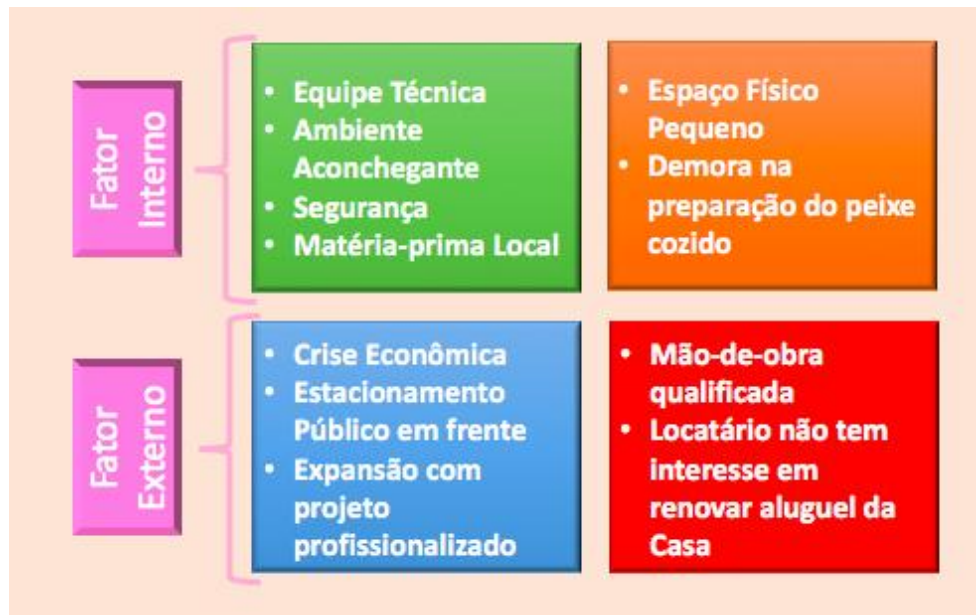 Fator
Interno
• Equipe Técnica
• Ambiente
Aconchegante
• Segurança
• Matéria-prima Local
• Espaço Físico
Pequeno
• Demora na
preparação do peixe
cozido
Fator
Externo
• Crise Econômica
• Estacionamento
Público em frente
• Expansão com
projeto
profissionalizado
• Mão-de-obra
qualificada
• Locatário não tem
interesse em
renovar aluguel da
Casa